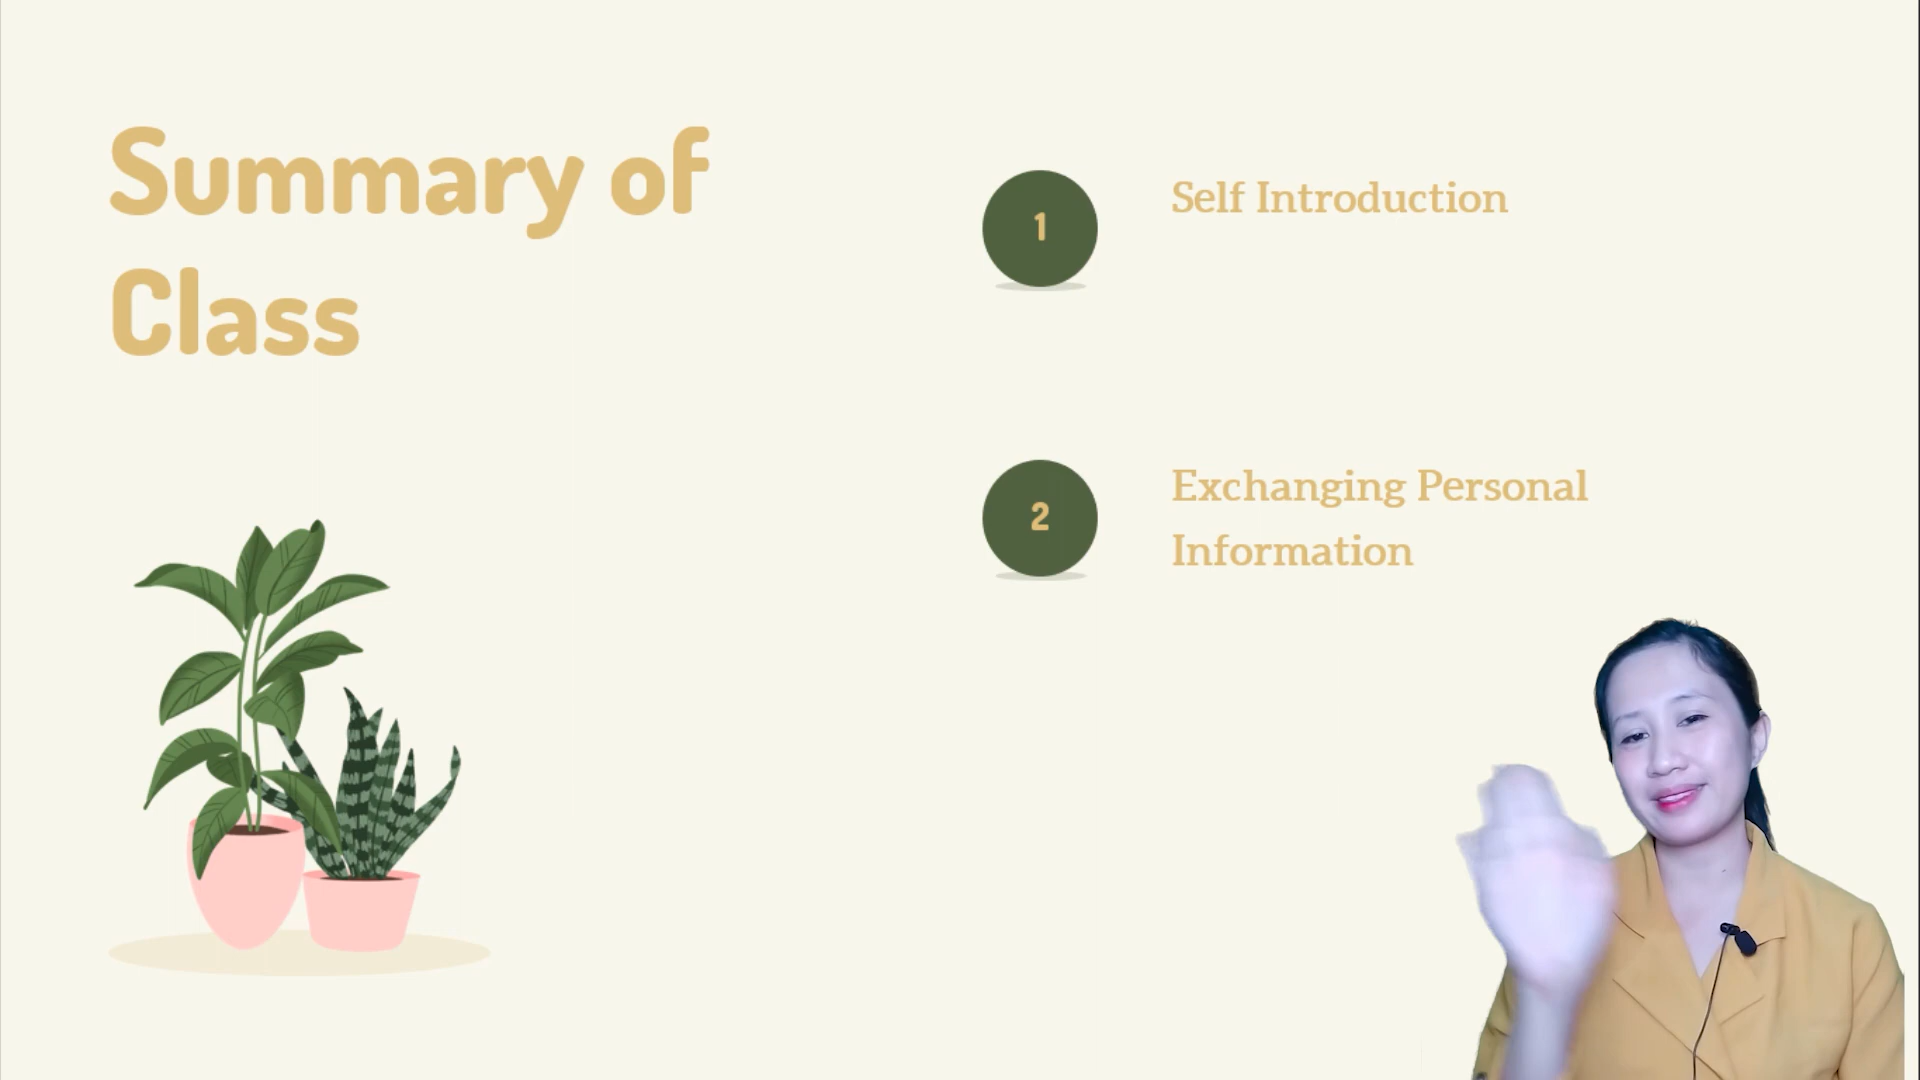 Summary of
Class
1
Self Introduction
2
Exchanging Personal
Information